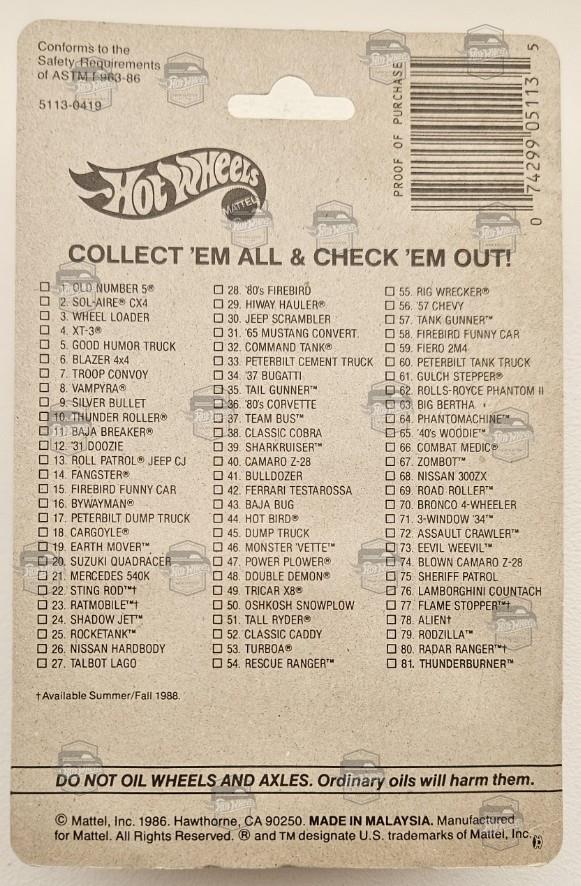 Conforms to the
Safety Requirements
of ASTM F963-86
5113-0419
PROOF OF PURCHASE
0 74299 05113 5
HOT WHEELS
MATTEL
COLLECT 'EM ALL & CHECK 'EM OUT!
1. OLD NUMBER 5®
2. SOL-AIRE® CX4
3. WHEEL LOADER
4. XT-3®
5. GOOD HUMOR TRUCK
6. BLAZER 4x4
7. TROOP CONVOY
8. VAMPYRA®
9. SILVER BULLET
10. THUNDER ROLLER®
11. BAJA BREAKER®
12. '31 DOOZIE
13. ROLL PATROL® JEEP CJ
14. FANGSTER®
15. FIREBIRD FUNNY CAR
16. BYWAYMAN®
17. PETERBILT DUMP TRUCK
18. CARGOYLE®
19. EARTH MOVER™
20. SUZUKI QUADRACER
21. MERCEDES 540K
22. STING ROD™†
23. RATMOBILE™†
24. SHADOW JET™
25. ROCKETANK™
26. NISSAN HARDBODY
27. TALBOT LAGO
28. '80's FIREBIRD
29. HIWAY HAULER®
30. JEEP SCRAMBLER
31. '65 MUSTANG CONVERT.
32. COMMAND TANK®
33. PETERBILT CEMENT TRUCK
34. '37 BUGATTI
35. TAIL GUNNER™
36. '80's CORVETTE
37. TEAM BUS™
38. CLASSIC COBRA
39. SHARKRUISER™
40. CAMARO Z-28
41. BULLDOZER
42. FERRARI TESTAROSSA
43. BAJA BUG
44. HOT BIRD®
45. DUMP TRUCK
46. MONSTER 'VETTE™
47. POWER PLOWER®
48. DOUBLE DEMON®
49. TRICAR X8®
50. OSHKOSH SNOWPLOW
51. TALL RYDER®
52. CLASSIC CADDY
53. TURBOA®
54. RESCUE RANGER™
55. RIG WRECKER®
56. '57 CHEVY
57. TANK GUNNER™
58. FIREBIRD FUNNY CAR
59. FIERO 2M4
60. PETERBILT TANK TRUCK
61. GULCH STEPPER®
62. ROLLS-ROYCE PHANTOM II
63. BIG BERTHA
64. PHANTOMACHINE™
65. '40's WOODIE™
66. COMBAT MEDIC®
67. ZOMBOT™
68. NISSAN 300ZX
69. ROAD ROLLER™
70. BRONCO 4-WHEELER
71. 3-WINDOW '34™
72. ASSAULT CRAWLER™
73. EEVIL WEEVIL™
74. BLOWN CAMARO Z-28
75. SHERIFF PATROL
76. LAMBORGHINI COUNTACH
77. FLAME STOPPER™†
78. ALIEN†
79. RODZILLA™
80. RADAR RANGER™†
81. THUNDERBURNER™
†Available Summer/Fall 1988.
DO NOT OIL WHEELS AND AXLES. Ordinary oils will harm them.
© Mattel, Inc. 1986. Hawthorne, CA 90250. MADE IN MALAYSIA. Manufactured
for Mattel. All Rights Reserved. ® and TM designate U.S. trademarks of Mattel, Inc.